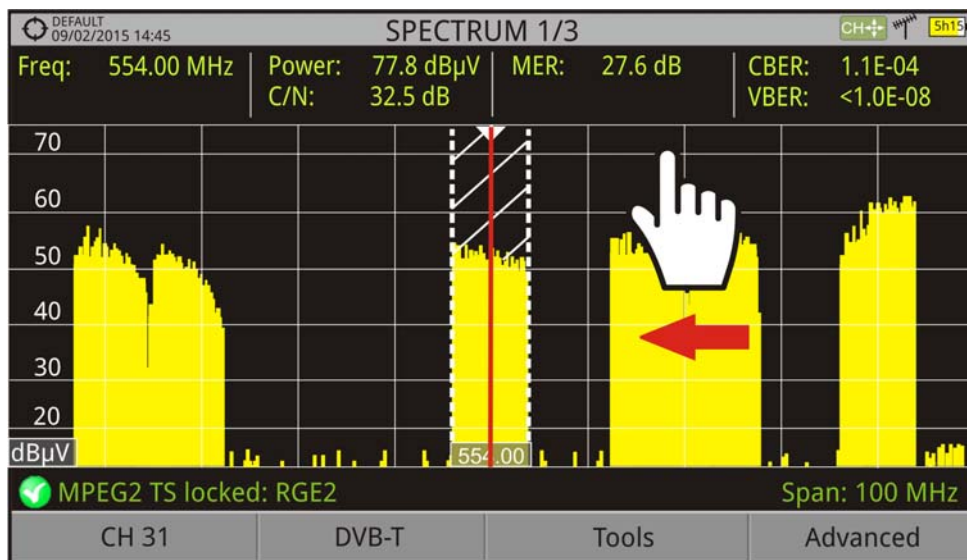 DEFAULT
09/02/2015 14:45
SPECTRUM 1/3
CH
5h15
Freq: 554.00 MHz
Power: 77.8 dBµV
C/N: 32.5 dB
MER: 27.6 dB
CBER: 1.1E-04
VBER: <1.0E-08
70
60
50
40
30
20
dBµV
554.00
MPEG2 TS locked: RGE2
Span: 100 MHz
CH 31
DVB-T
Tools
Advanced